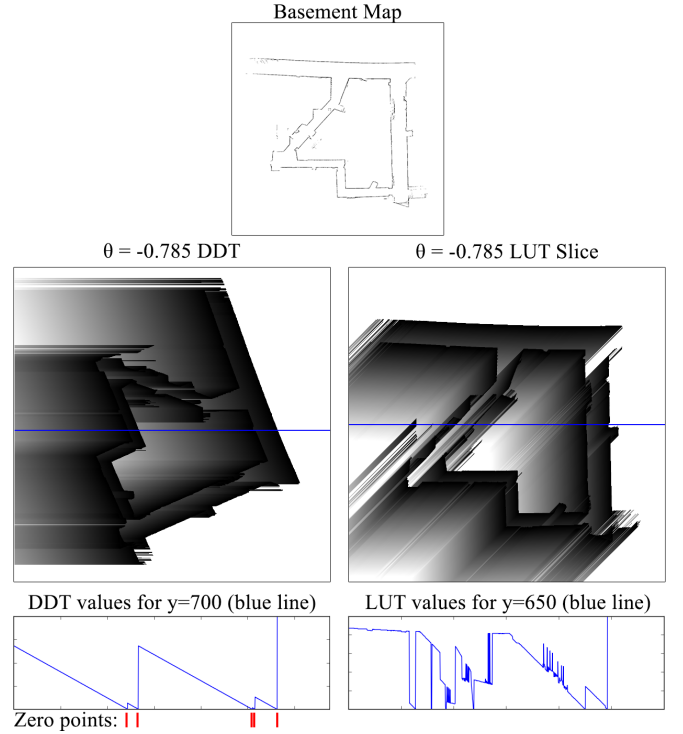 Basement Map
θ = -0.785 DDT
θ = -0.785 LUT Slice
DDT values for y=700 (blue line)
LUT values for y=650 (blue line)
Zero points: